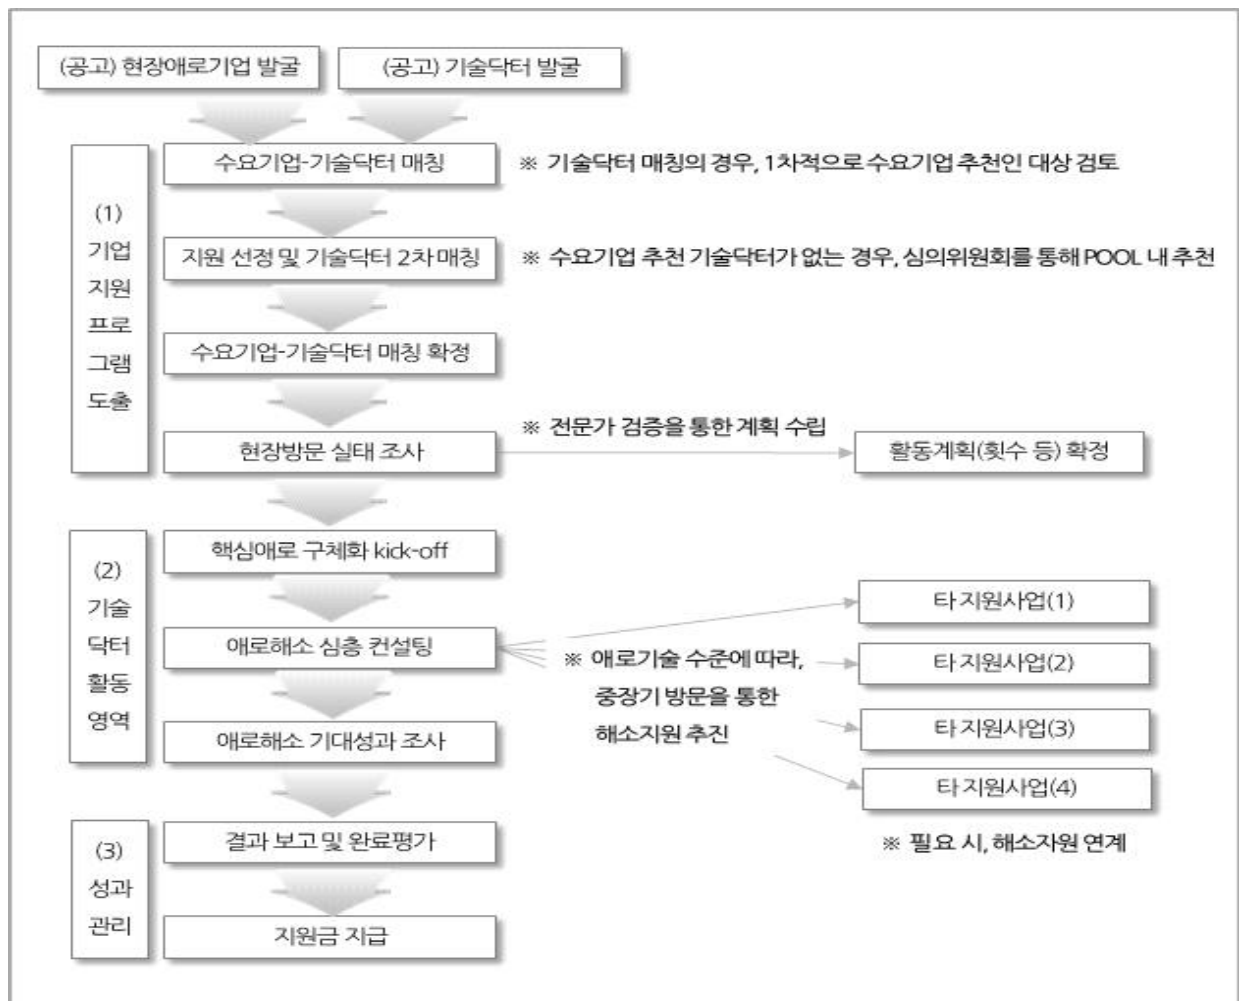 (공고) 현장애로기업 발굴
(공고) 기술닥터 발굴
(1)
기업
지원
프로
그램
도출
수요기업-기술닥터 매칭
※ 기술닥터 매칭의 경우, 1차적으로 수요기업 추천인 대상 검토
지원 선정 및 기술닥터 2차 매칭
※ 수요기업 추천 기술닥터가 없는 경우, 심의위원회를 통해 POOL 내 추천
수요기업-기술닥터 매칭 확정
현장방문 실태 조사
※ 전문가 검증을 통한 계획 수립
활동계획(횟수 등) 확정
(2)
기술
닥터
활동
영역
핵심애로 구체화 kick-off
애로해소 심층 컨설팅
※ 애로기술 수준에 따라,
중장기 방문을 통한
해소지원 추진
타 지원사업(1)
타 지원사업(2)
타 지원사업(3)
타 지원사업(4)
※ 필요 시, 해소자원 연계
애로해소 기대성과 조사
(3)
성과
관리
결과 보고 및 완료평가
지원금 지급